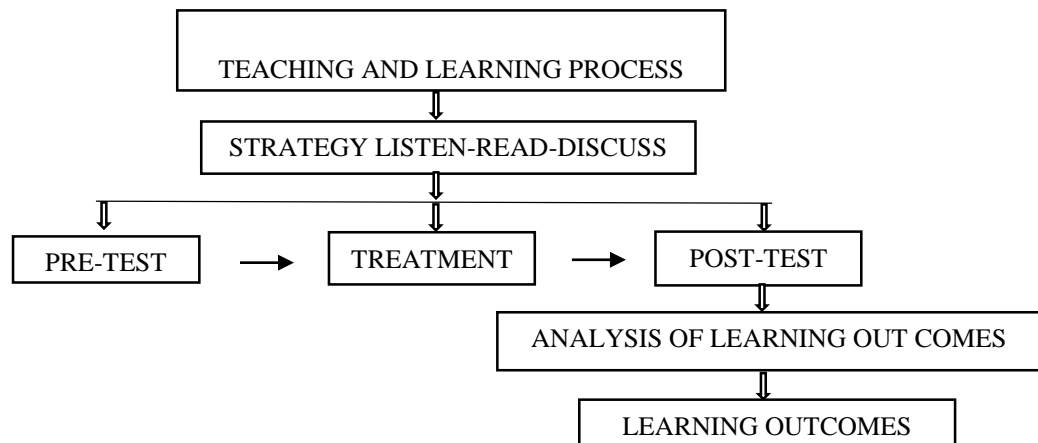 TEACHING AND LEARNING PROCESS
STRATEGY LISTEN-READ-DISCUSS
PRE-TEST
TREATMENT
POST-TEST
ANALYSIS OF LEARNING OUT COMES
LEARNING OUTCOMES